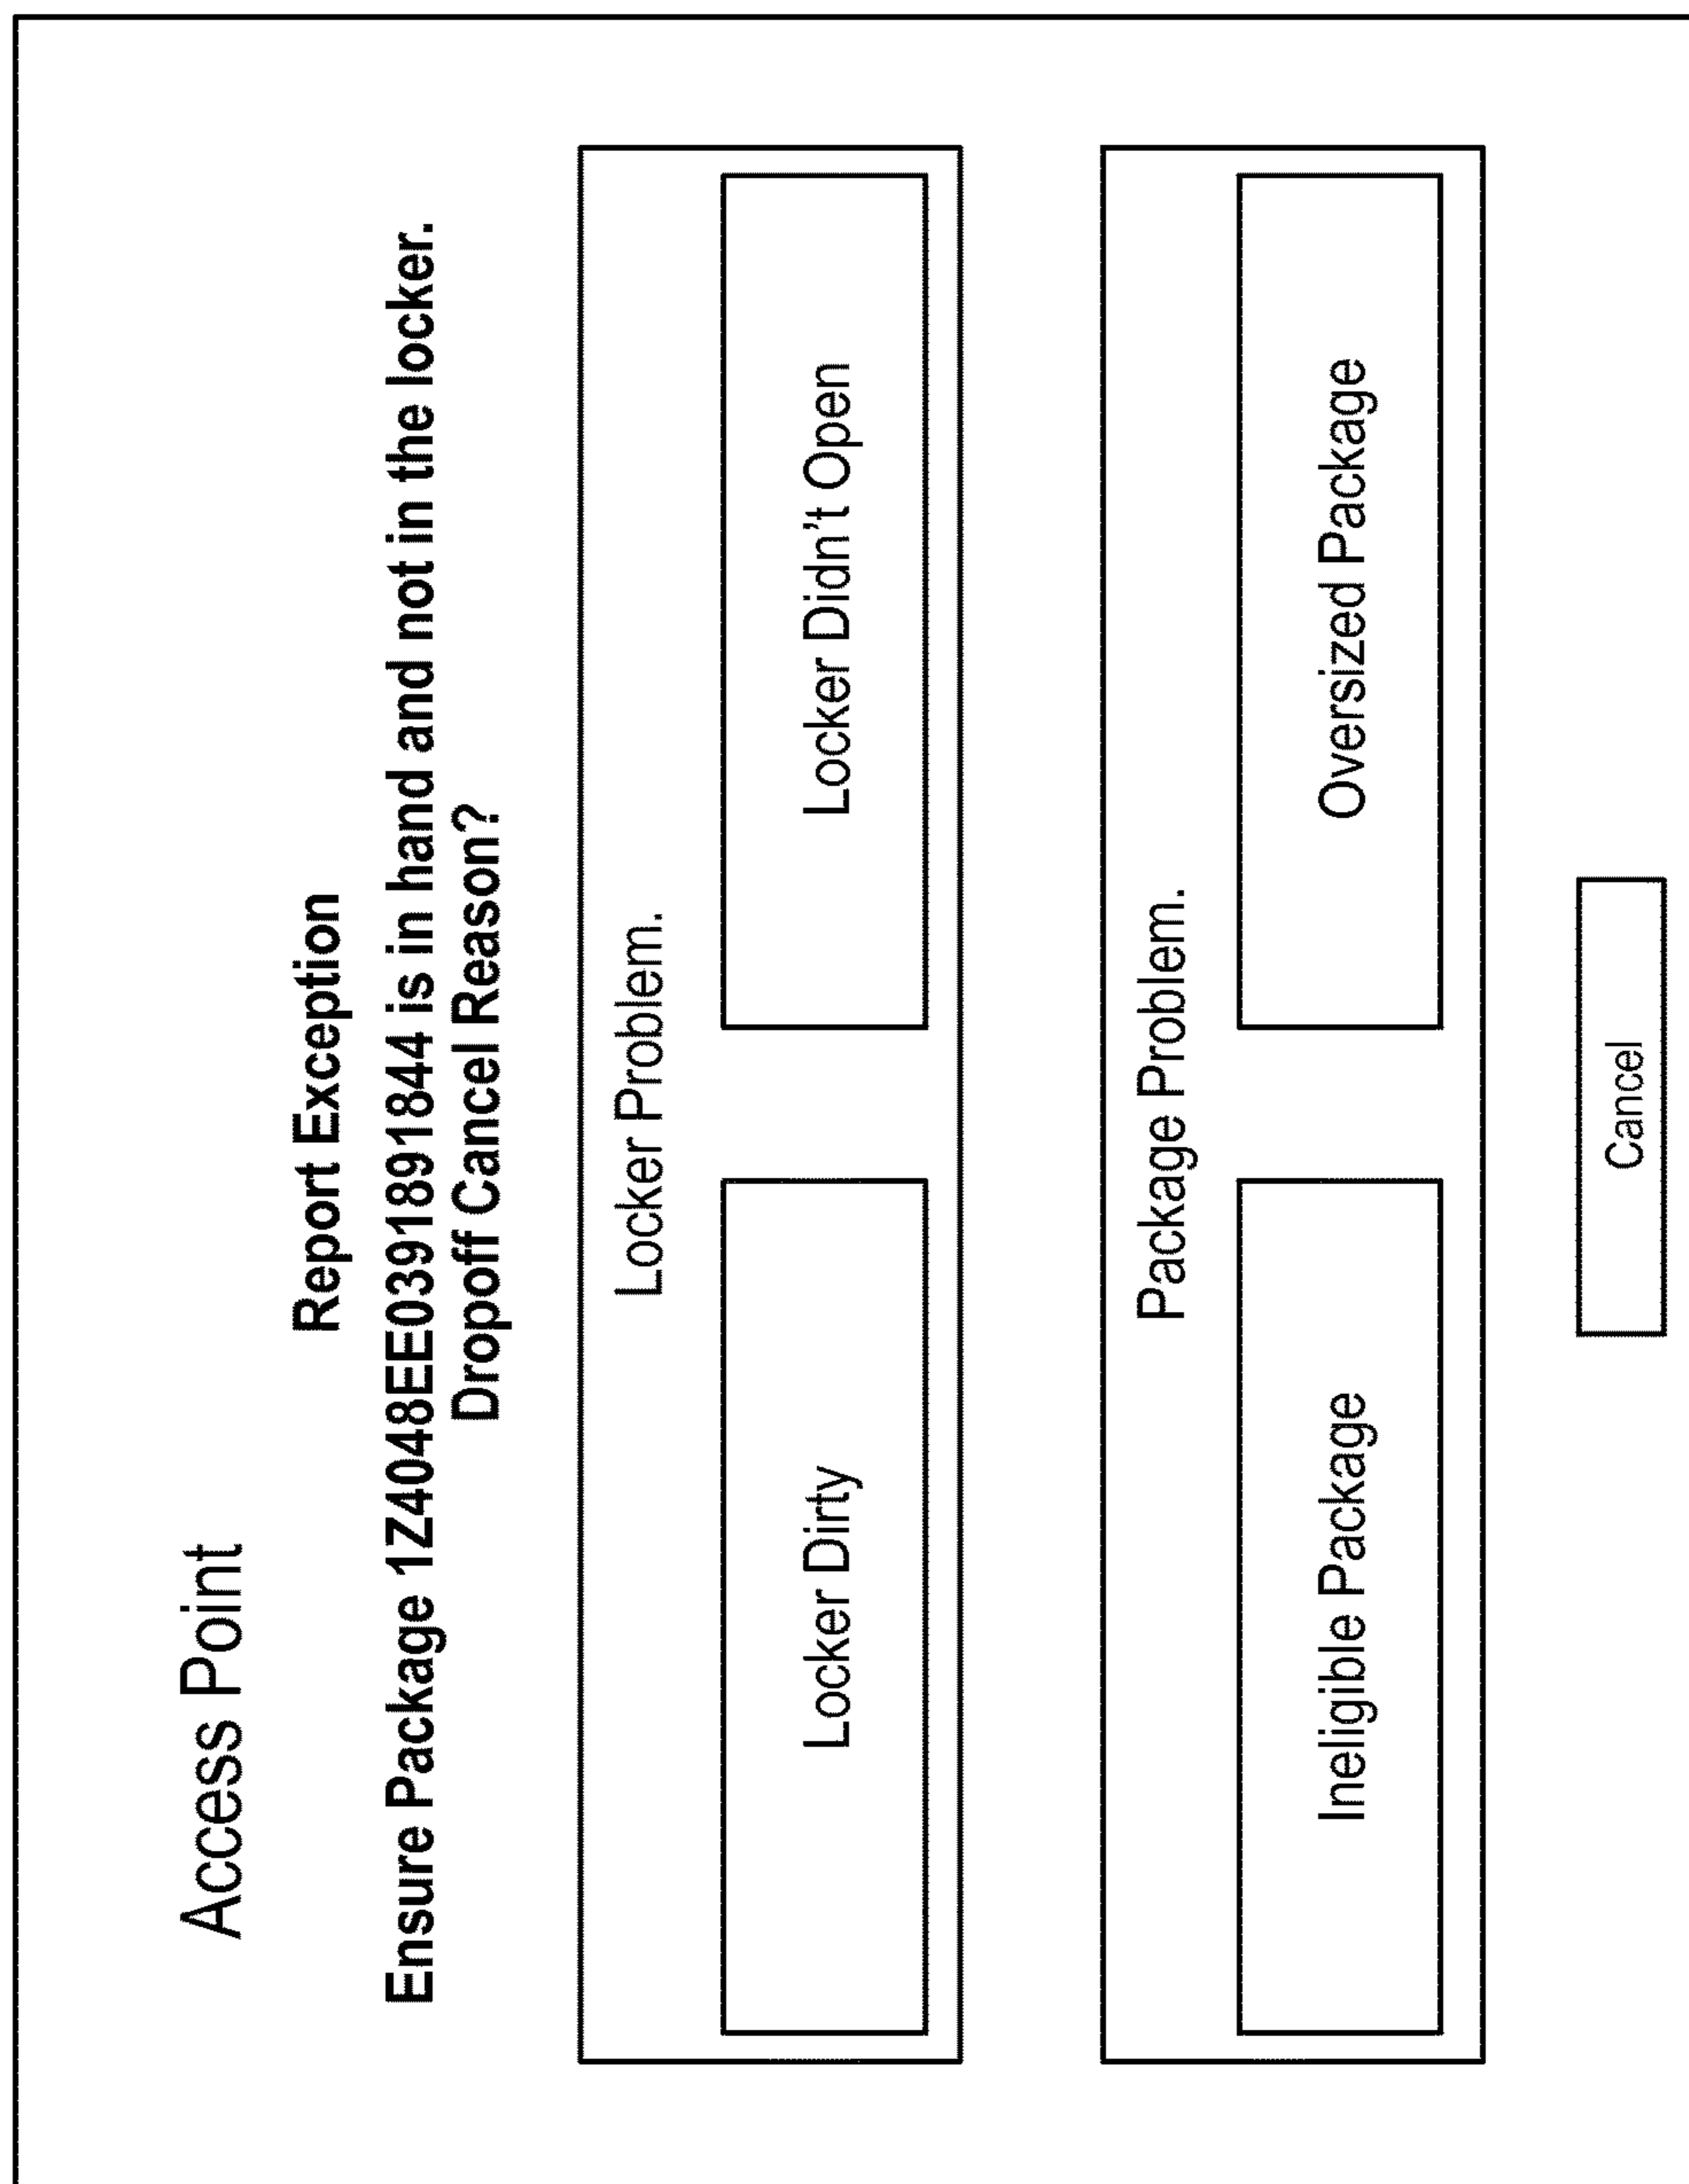 Access Point
Report Exception
Ensure Package 1Z4048EE0391891844 is in hand and not in the locker.
Dropoff Cancel Reason?
Locker Problem.
Locker Dirty
Locker Didn't Open
Package Problem.
Ineligible Package
Oversized Package
Cancel